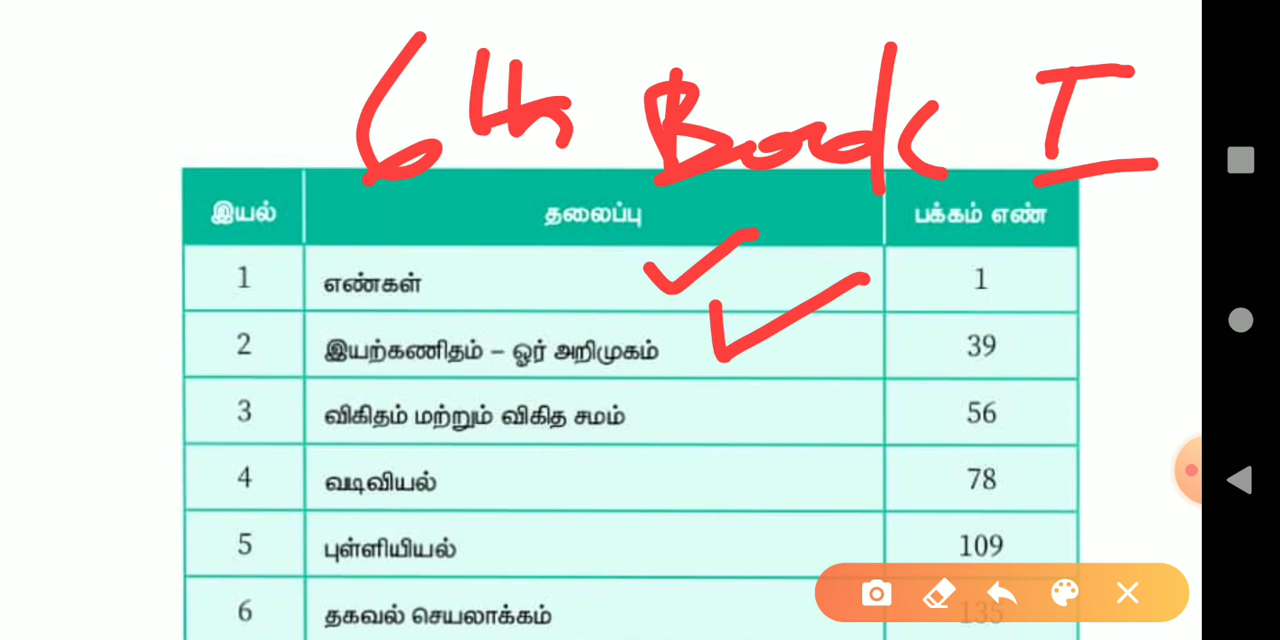 6th Book I
இயல் தலைப்பு பக்கம் எண்
1 எண்கள் 1
2 இயற்கணிதம் – ஓர் அறிமுகம் 39
3 விகிதம் மற்றும் விகித சமம் 56
4 வடிவியல் 78
5 புள்ளியியல் 109
6 தகவல் செயலாக்கம் 135